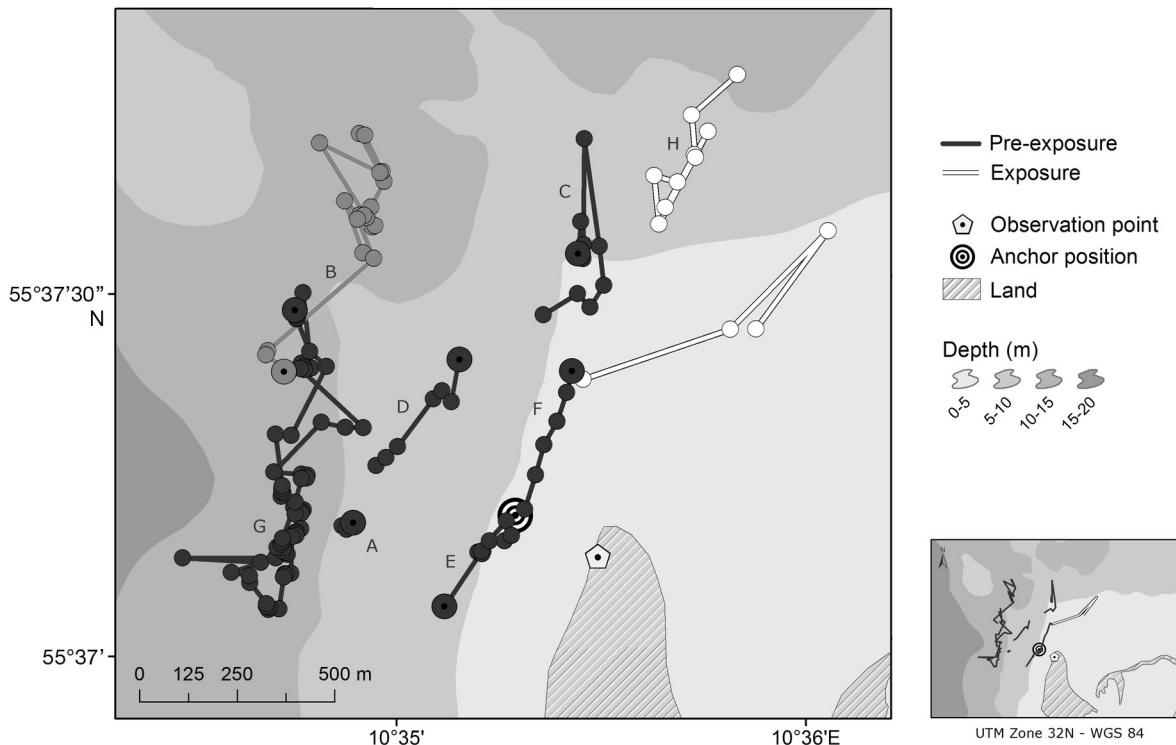 B
C
H
D
F
G
A
E
55°37'30"
N
55°37'
0 125 250 500 m
10°35'
10°36'E
Pre-exposure
Exposure
Observation point
Anchor position
Land
Depth (m)
0-5 5-10 10-15 15-20
N
UTM Zone 32N - WGS 84